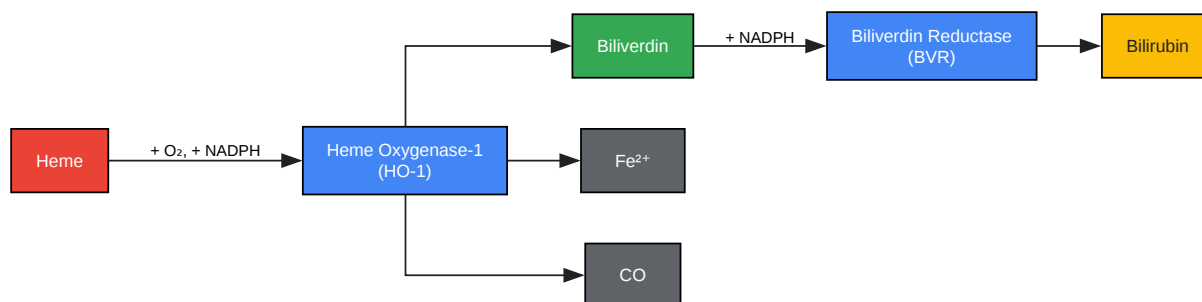 Biliverdin
+ NADPH
Biliverdin Reductase
(BVR)
Bilirubin
Heme
+ O₂, + NADPH
Heme Oxygenase-1
(HO-1)
Fe²⁺
CO